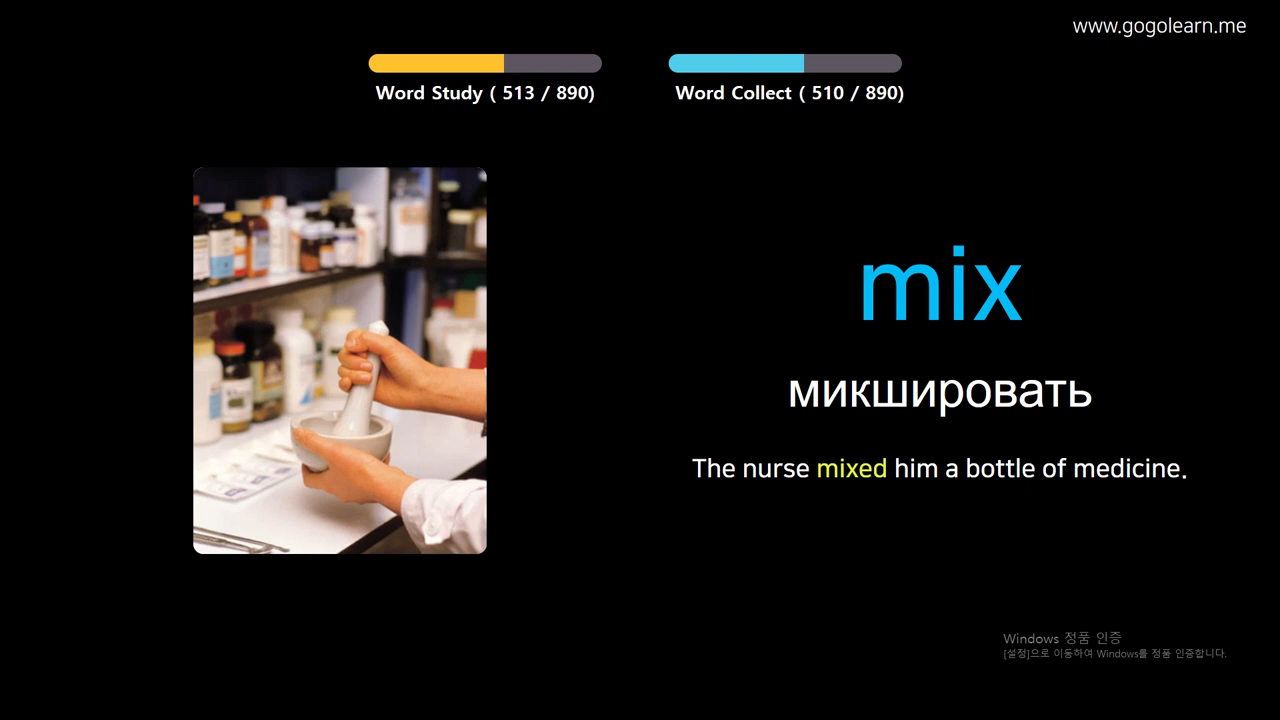 www.gogolearn.me
Word Study ( 513 / 890)
Word Collect ( 510 / 890)
mix
микшировать
The nurse mixed him a bottle of medicine.
Windows 정품 인증
[설정]으로 이동하여 Windows를 정품 인증합니다.